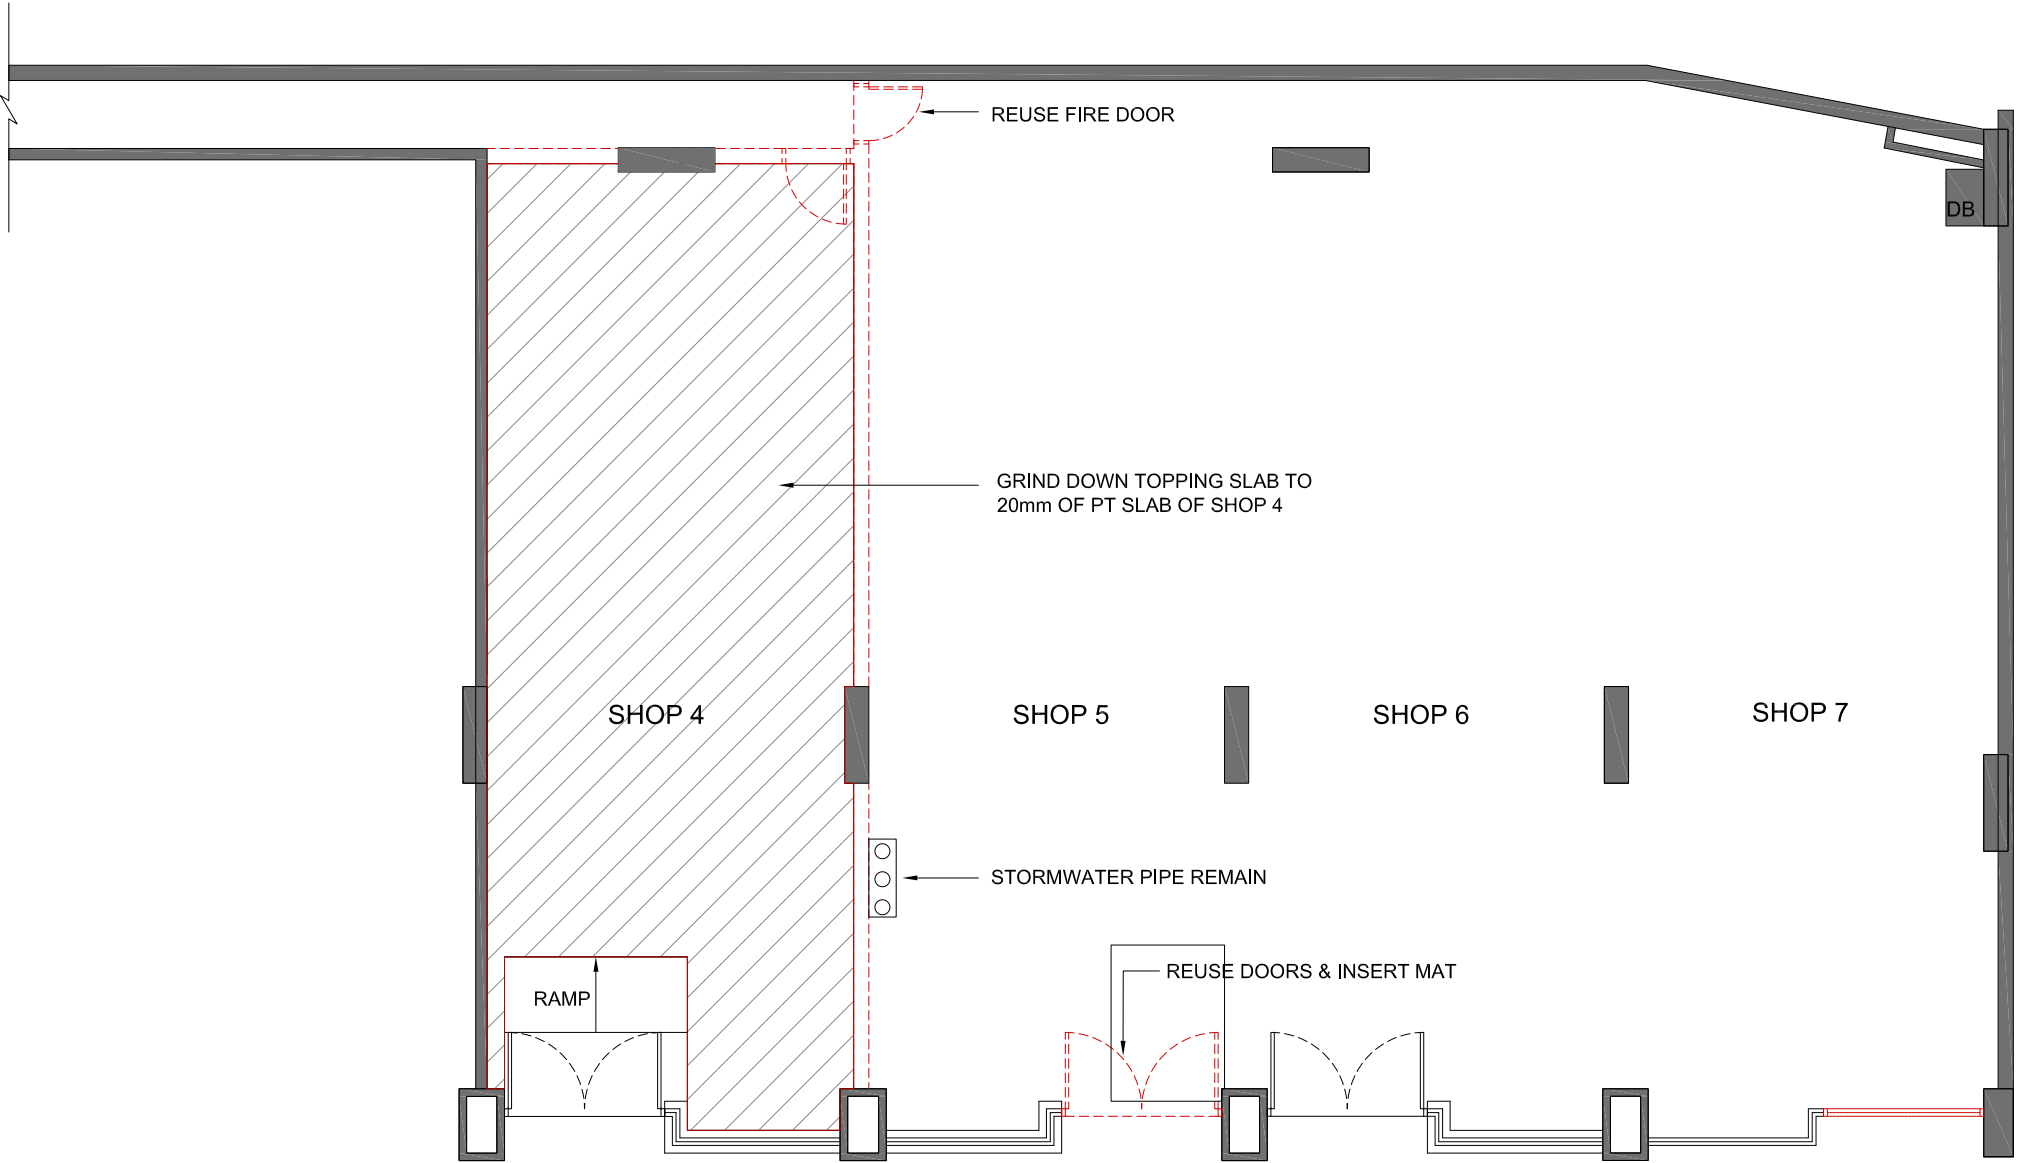 REUSE FIRE DOOR
DB
GRIND DOWN TOPPING SLAB TO
20mm OF PT SLAB OF SHOP 4
SHOP 4
SHOP 5
SHOP 6
SHOP 7
STORMWATER PIPE REMAIN
REUSE DOORS & INSERT MAT
RAMP